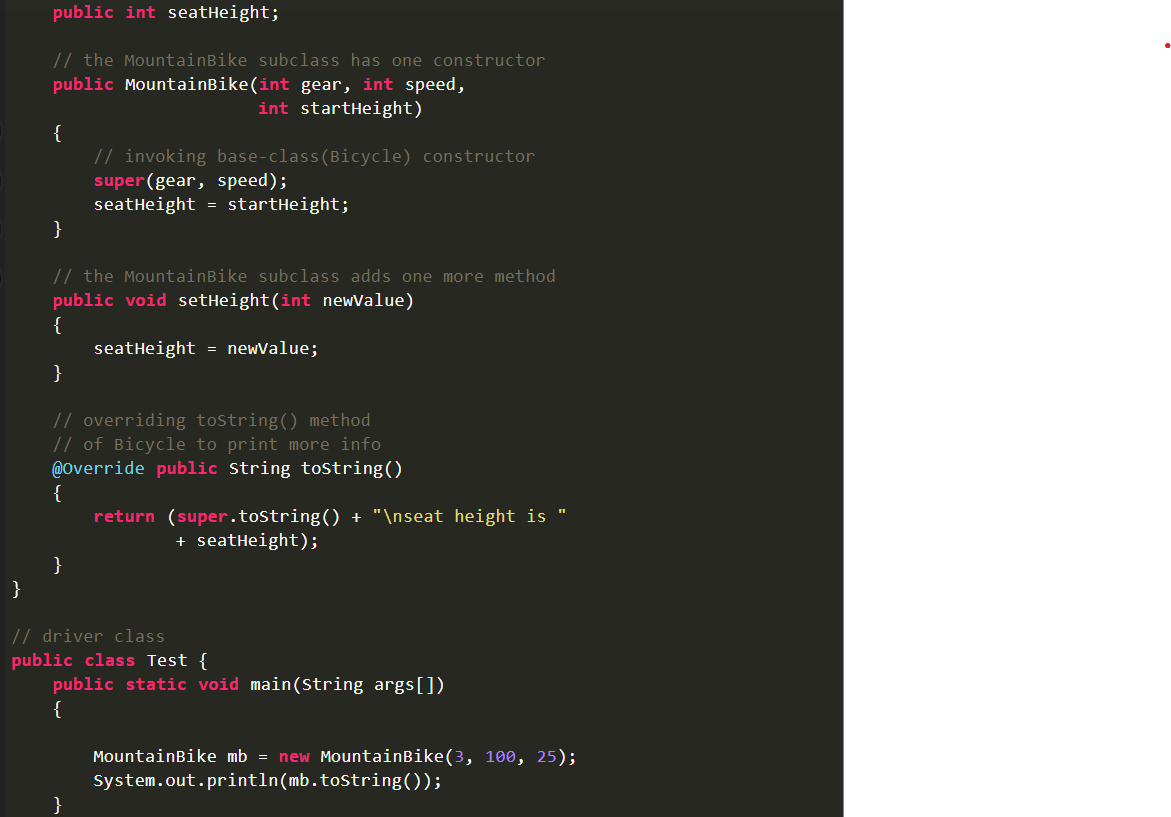 public int seatHeight;

    // the MountainBike subclass has one constructor
    public MountainBike(int gear, int speed,
                        int startHeight)
    {
        // invoking base-class(Bicycle) constructor
        super(gear, speed);
        seatHeight = startHeight;
    }

    // the MountainBike subclass adds one more method
    public void setHeight(int newValue)
    {
        seatHeight = newValue;
    }

    // overriding toString() method
    // of Bicycle to print more info
    @Override public String toString()
    {
        return (super.toString() + "\nseat height is "
                + seatHeight);
    }
}

// driver class
public class Test {
    public static void main(String args[])
    {

        MountainBike mb = new MountainBike(3, 100, 25);
        System.out.println(mb.toString());
    }